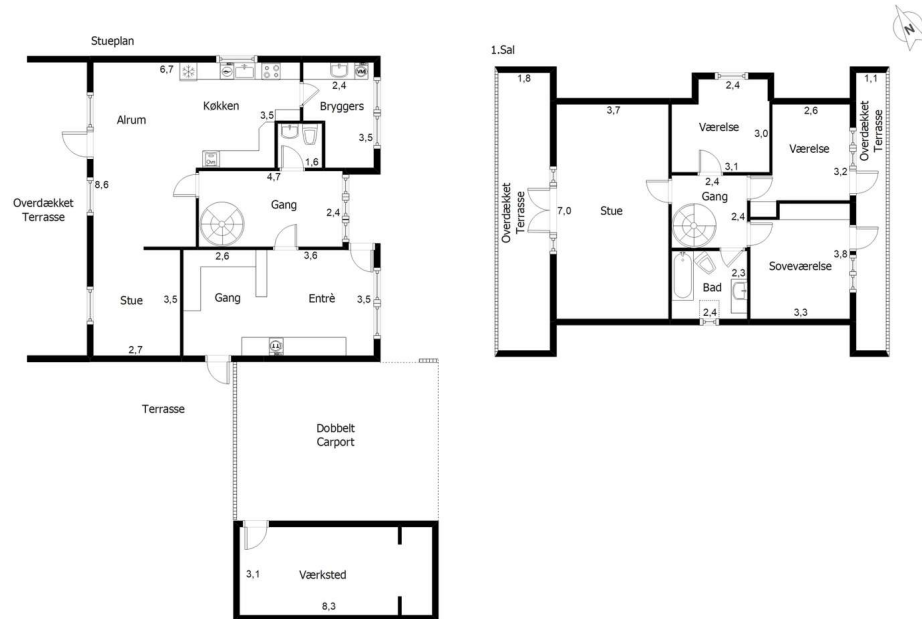 Stueplan
6,7
Køkken
2,4
Bryggers
VM
Alrum
3,5
3,5
Ovn
1,6
8,6
4,7
Overdækket
Terrasse
Gang
2,4
2,6
3,6
Stue
3,5
Gang
Entrè
3,5
2,7
Terrasse
Dobbelt
Carport
3,1
Værksted
8,3
1.Sal
N
1,8
2,4
1,1
3,7
2,6
Værelse
3,0
Værelse
Overdækket
Terrasse
3,1
3,2
Overdækket
Terrasse
7,0
Stue
2,4
Gang
2,4
Bad
2,3
Soveværelse
3,8
2,4
3,3